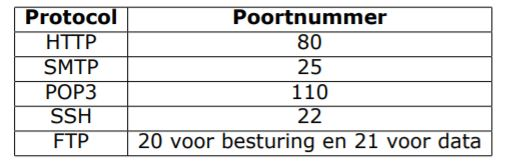 Protocol Poortnummer
HTTP 80
SMTP 25
POP3 110
SSH 22
FTP 20 voor besturing en 21 voor data